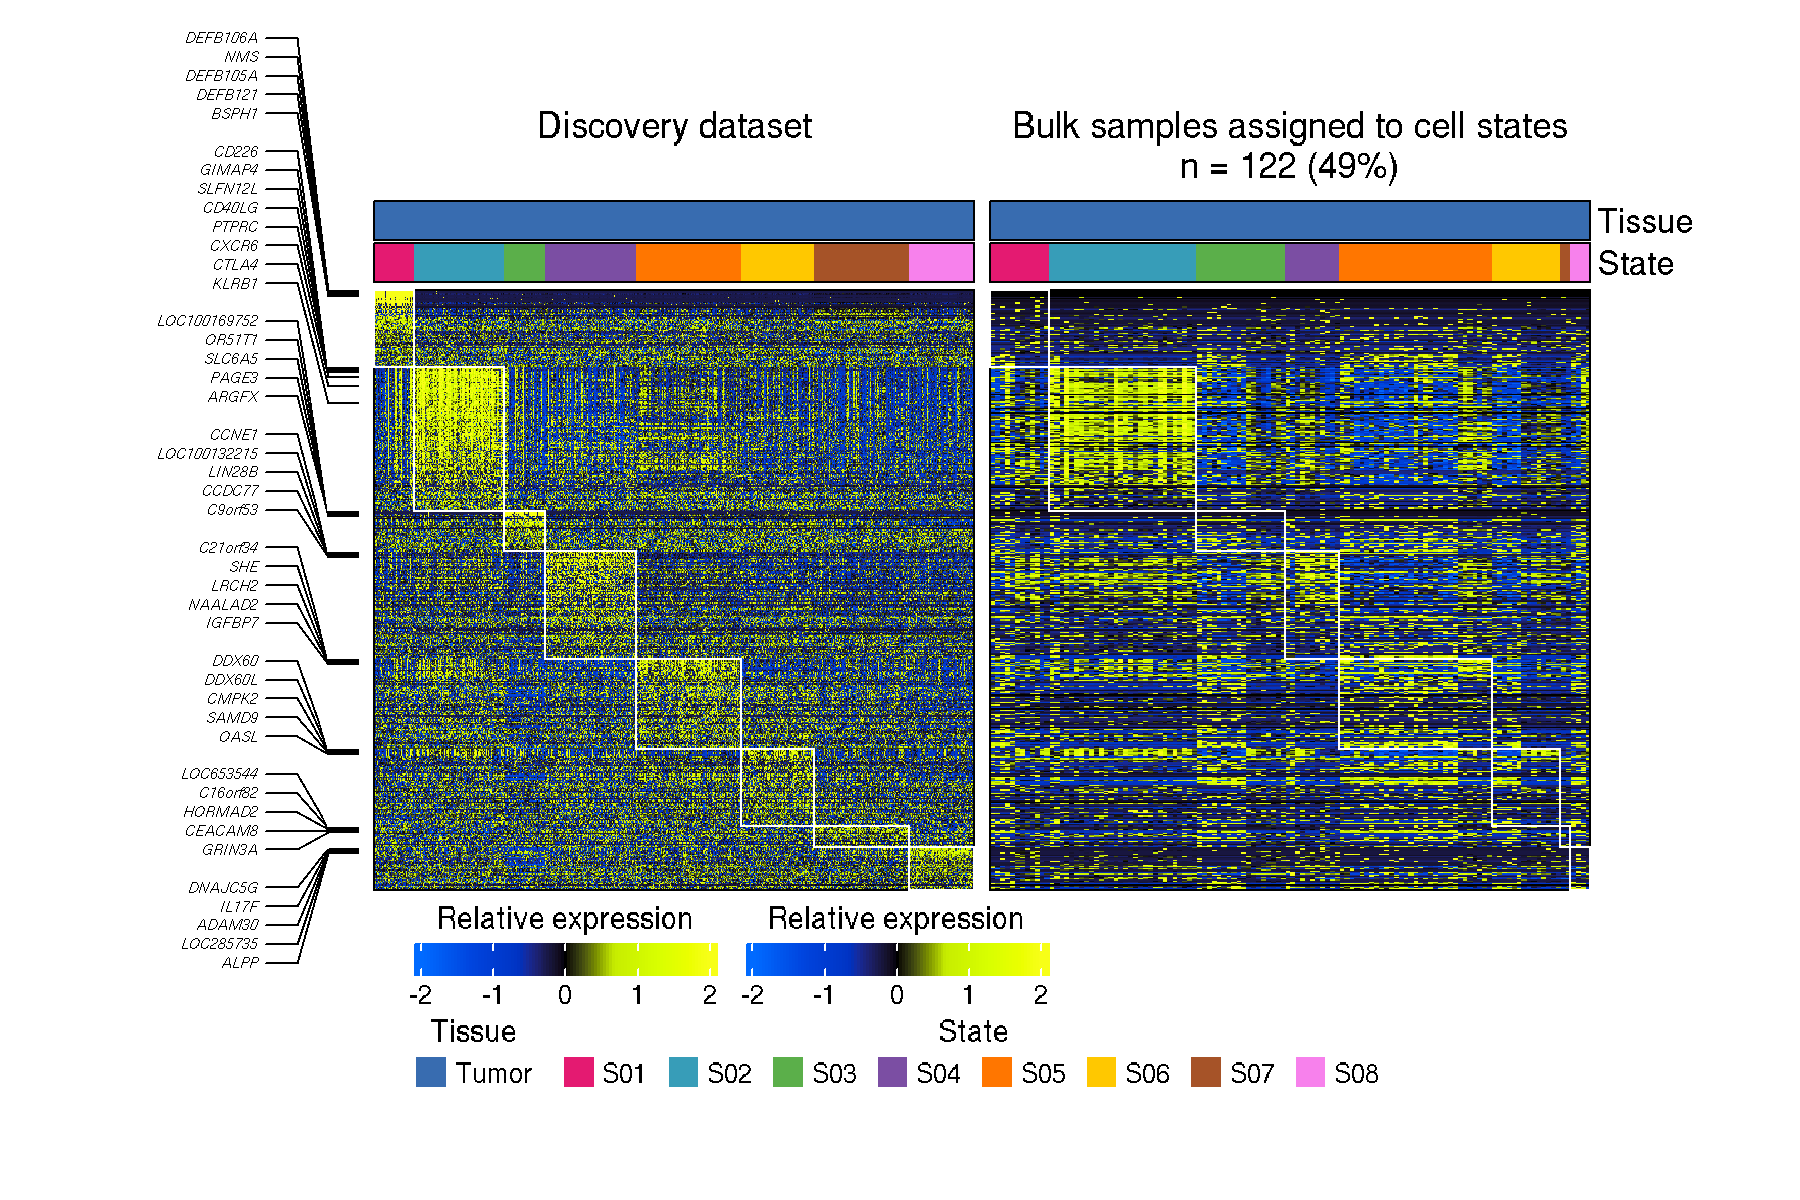 DEFB106A
NMS
DEFB105A
DEFB121
BSPH1
CD226
GIMAP4
SLFN12L
CD40LG
PTPRC
CXCR6
CTLA4
KLRB1
LOC100169752
OR51T1
SLC6A5
PAGE3
ARGFX
CCNE1
LOC100132215
LIN28B
CCDC77
C9orf53
C21orf34
SHE
LRCH2
NAALAD2
IGFBP7
DDX60
DDX60L
CMPK2
SAMD9
OASL
LOC653544
C16orf82
HORMAD2
CEACAM8
GRIN3A
DNAJC5G
IL17F
ADAM30
LOC285735
ALPP
Discovery dataset
Bulk samples assigned to cell states
n = 122 (49%)
Tissue
State
Relative expression
-2 -1 0 1 2
Relative expression
-2 -1 0 1 2
Tissue
Tumor
State
S01 S02 S03 S04 S05 S06 S07 S08